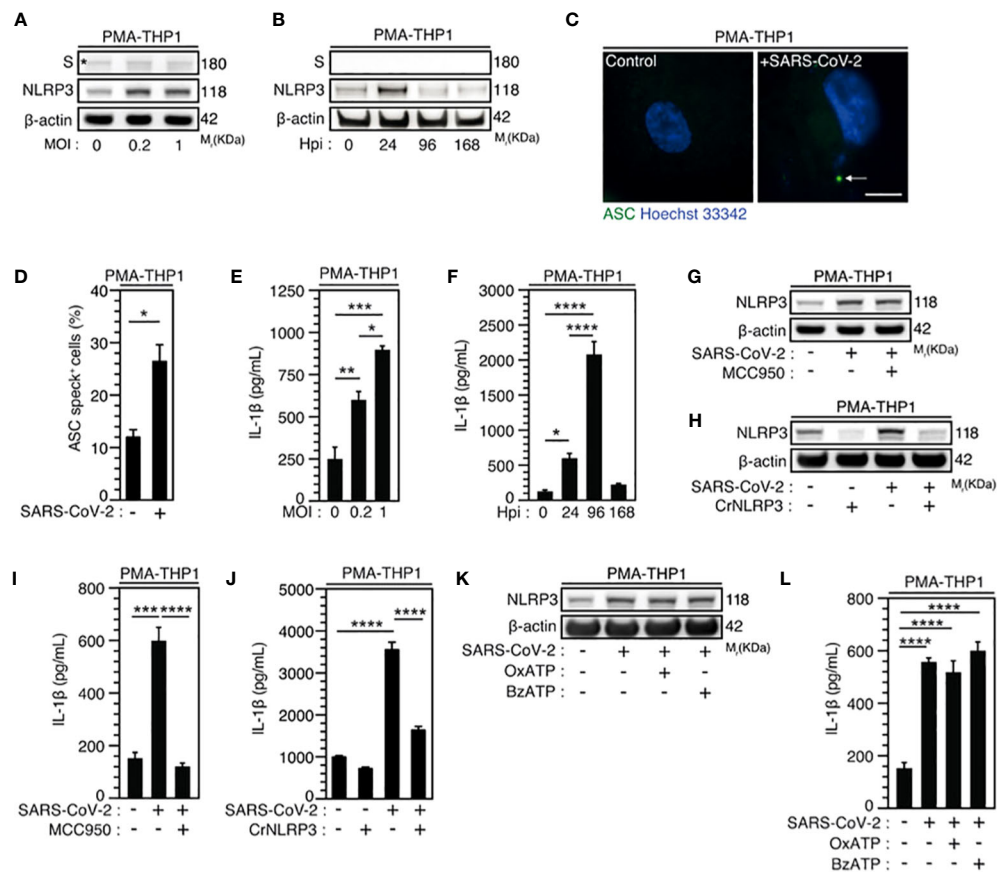 A
PMA-THP1
S * 180
NLRP3 118
β-actin 42
MOI : 0 0.2 1 Mr(KDa)
B
PMA-THP1
S 180
NLRP3 118
β-actin 42
Hpi : 0 24 96 168 Mr(KDa)
C
PMA-THP1
Control +SARS-CoV-2
ASC Hoechst 33342
D
PMA-THP1
ASC speck+ cells (%)
40
30
20
10
0
*
SARS-CoV-2 : - +
E
PMA-THP1
IL-1β (pg/mL)
1250
1000
750
500
250
0
***
*
**
MOI : 0 0.2 1
F
PMA-THP1
IL-1β (pg/mL)
3000
2500
2000
1500
1000
500
0
****
****
*
Hpi : 0 24 96 168
G
PMA-THP1
NLRP3 118
β-actin 42
SARS-CoV-2 : - + + Mr(KDa)
MCC950 : - - +
H
PMA-THP1
NLRP3 118
β-actin 42
SARS-CoV-2 : - - + + Mr(KDa)
CrNLRP3 : - + - +
I
PMA-THP1
IL-1β (pg/mL)
800
600
400
200
0
*** ****
SARS-CoV-2 : - + +
MCC950 : - - +
J
PMA-THP1
IL-1β (pg/mL)
5000
4000
3000
2000
1000
0
****
****
SARS-CoV-2 : - - + +
CrNLRP3 : - + - +
K
PMA-THP1
NLRP3 118
β-actin 42
SARS-CoV-2 : - + + + Mr(KDa)
OxATP : - - + -
BzATP : - - - +
L
PMA-THP1
IL-1β (pg/mL)
800
600
400
200
0
****
****
****
SARS-CoV-2 : - + + +
OxATP : - - + -
BzATP : - - - +